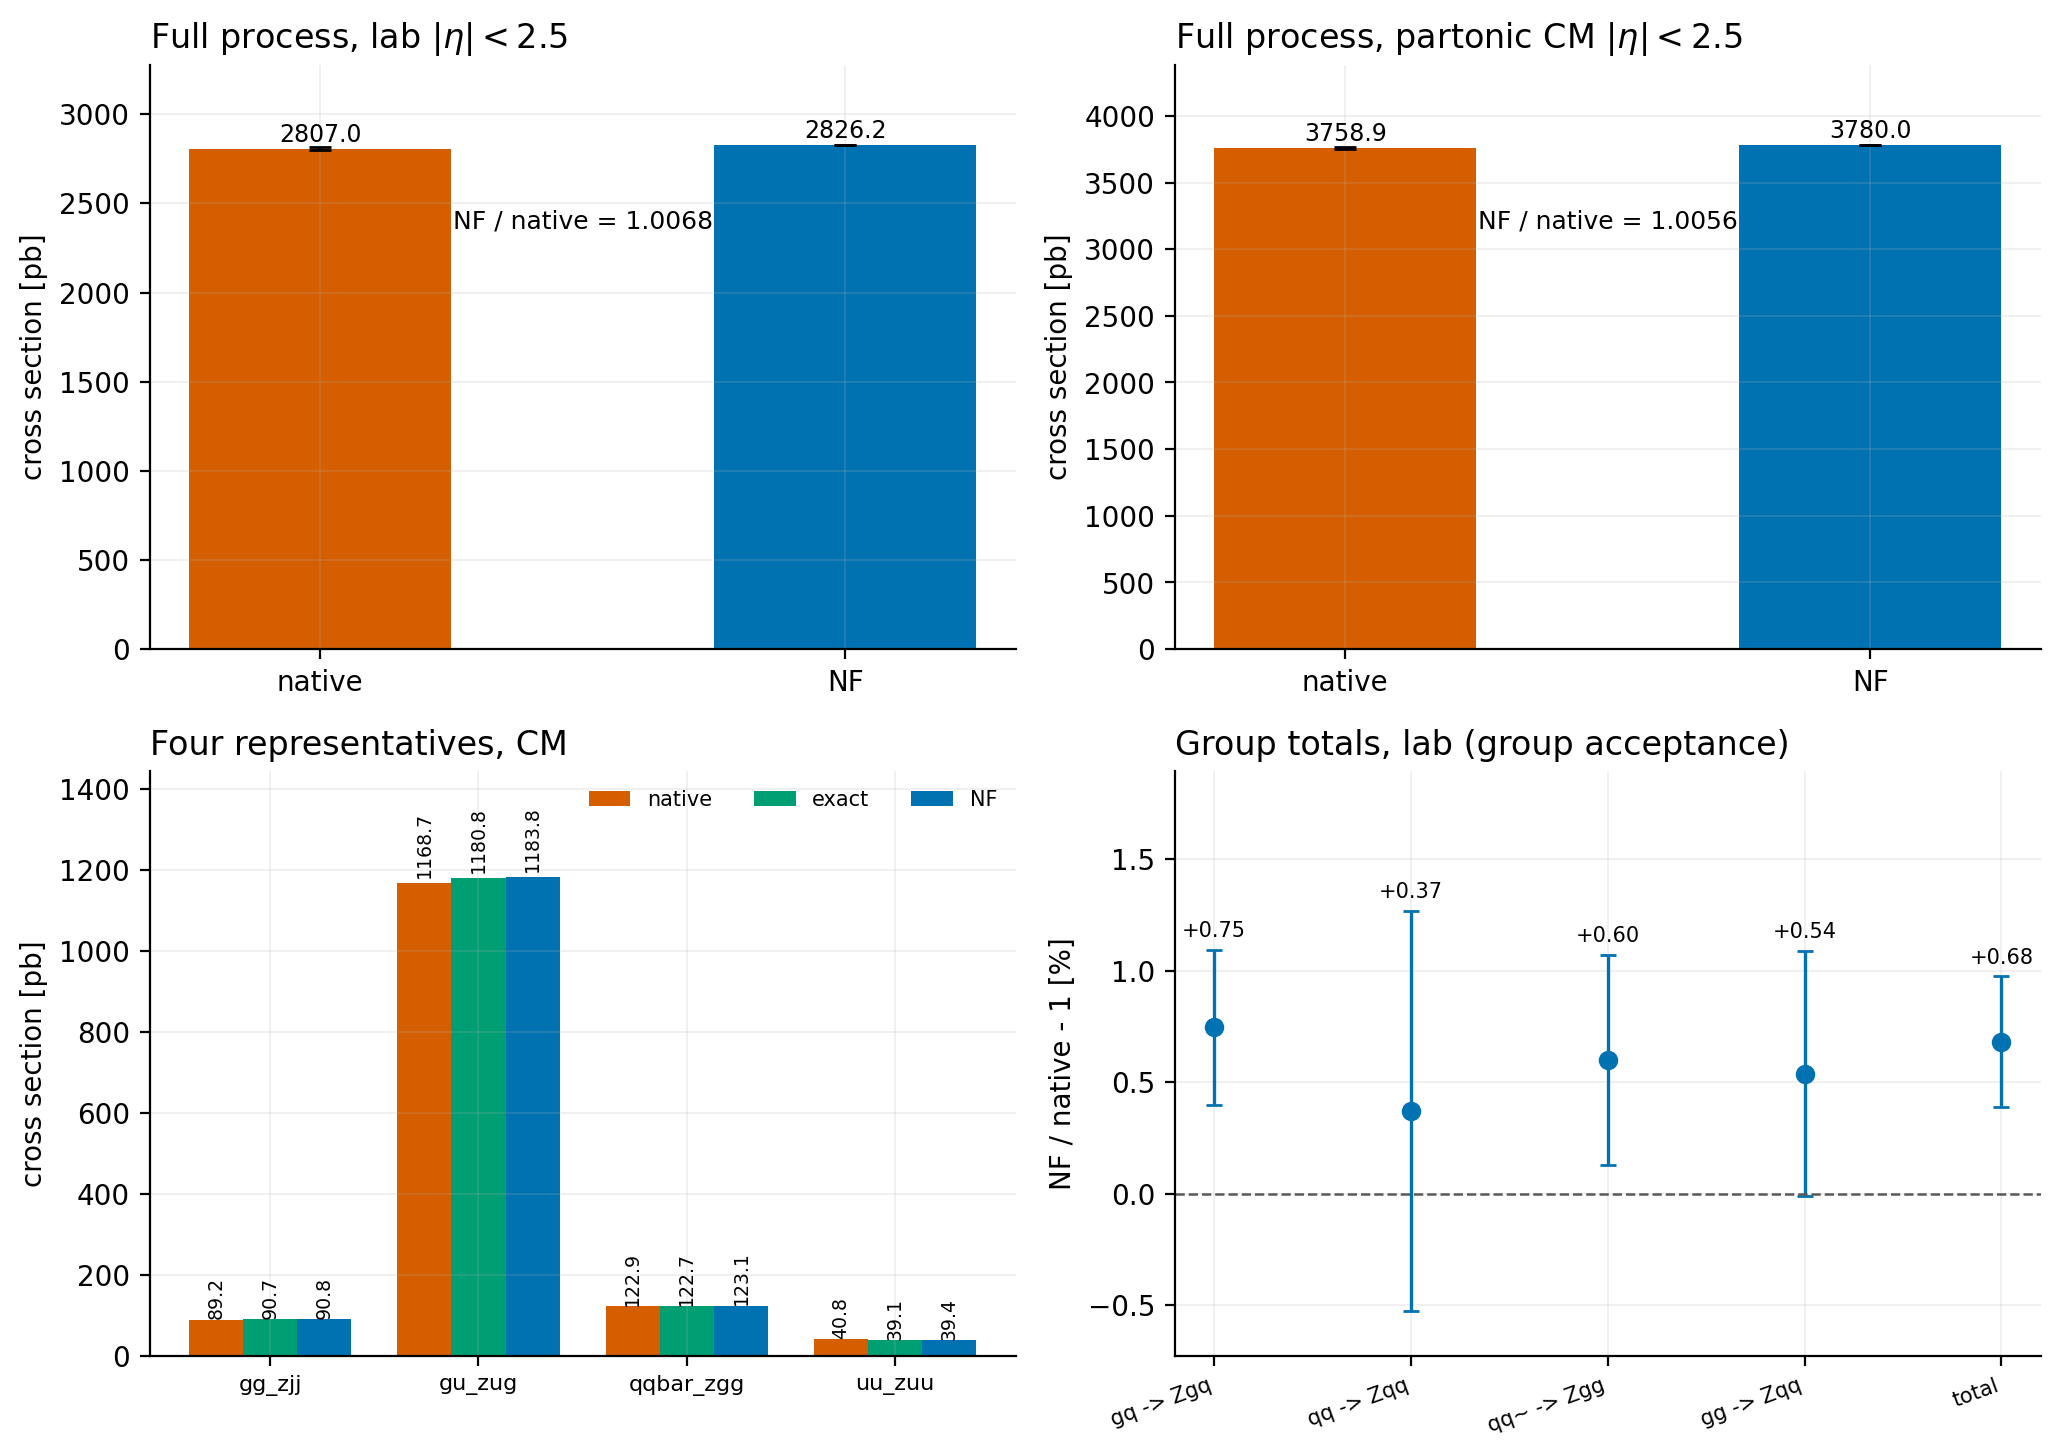 Full process, lab |η| < 2.5
cross section [pb]
3000
2500
2000
1500
1000
500
0
2807.0
2826.2
NF / native = 1.0068
native
NF
Full process, partonic CM |η| < 2.5
cross section [pb]
4000
3500
3000
2500
2000
1500
1000
500
0
3758.9
3780.0
NF / native = 1.0056
native
NF
Four representatives, CM
cross section [pb]
1400
1200
1000
800
600
400
200
0
native
exact
NF
89.2
90.7
90.8
1168.7
1180.8
1183.8
122.9
122.7
123.1
40.8
39.1
39.4
gg_zjj
gu_zug
qqbar_zgg
uu_zuu
Group totals, lab (group acceptance)
NF / native - 1 [%]
1.5
1.0
0.5
0.0
−0.5
+0.75
+0.37
+0.60
+0.54
+0.68
gq -> Zgq
qq -> Zqq
qq~ -> Zgg
gg -> Zqq
total